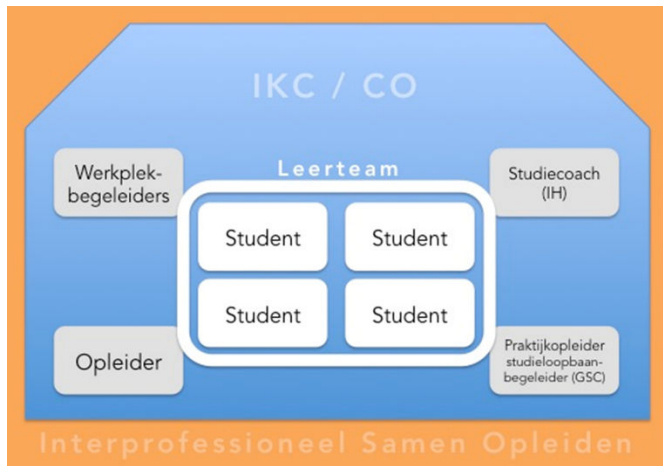 IKC / CO
Werkplek-
begeleiders
Leerteam
Studiecoach
(IH)
Student
Student
Student
Student
Opleider
Praktijkopleider
studieloopbaan-
begeleider (GSC)
Interprofessioneel Samen Opleiden